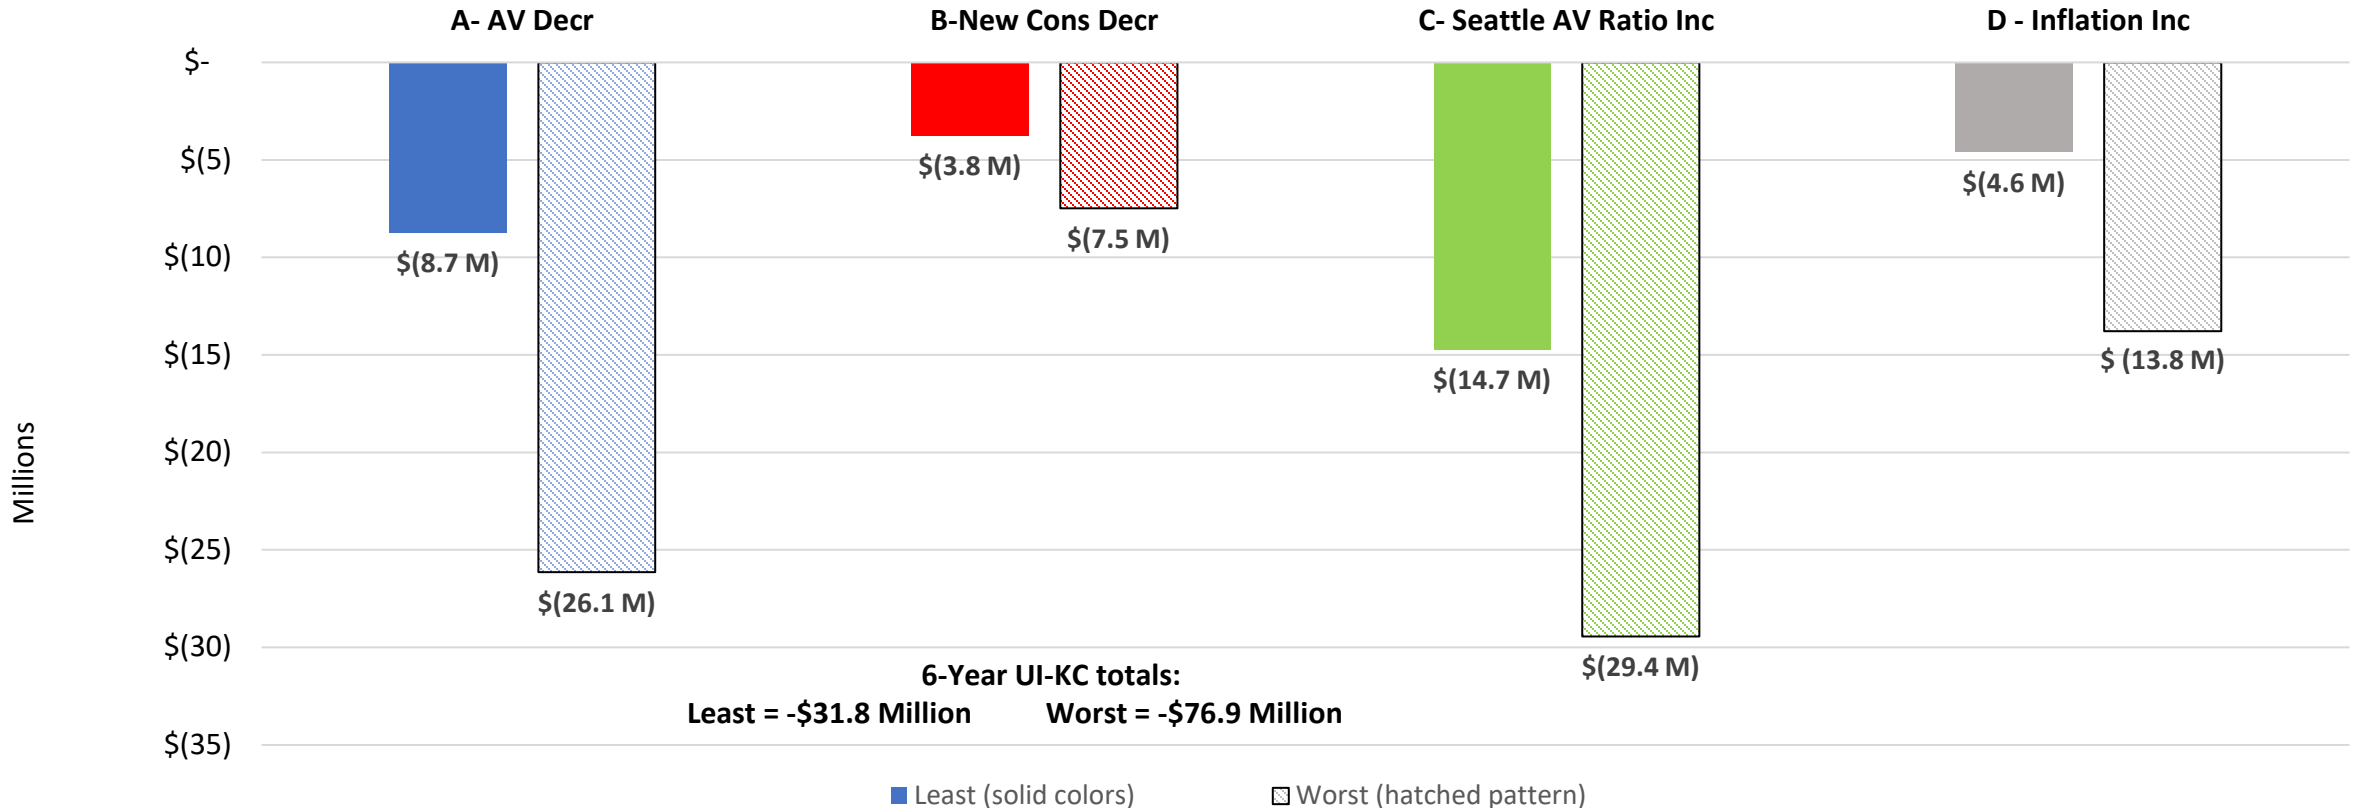 A- AV Decr
B-New Cons Decr
C- Seattle AV Ratio Inc
D - Inflation Inc
$-
$(5)
$(10)
$(15)
$(20)
$(25)
$(30)
$(35)
Millions
$(8.7 M)
$(26.1 M)
$(3.8 M)
$(7.5 M)
$(14.7 M)
$(29.4 M)
$(4.6 M)
$ (13.8 M)
6-Year UI-KC totals:
Least = -$31.8 Million Worst = -$76.9 Million
Least (solid colors)
Worst (hatched pattern)